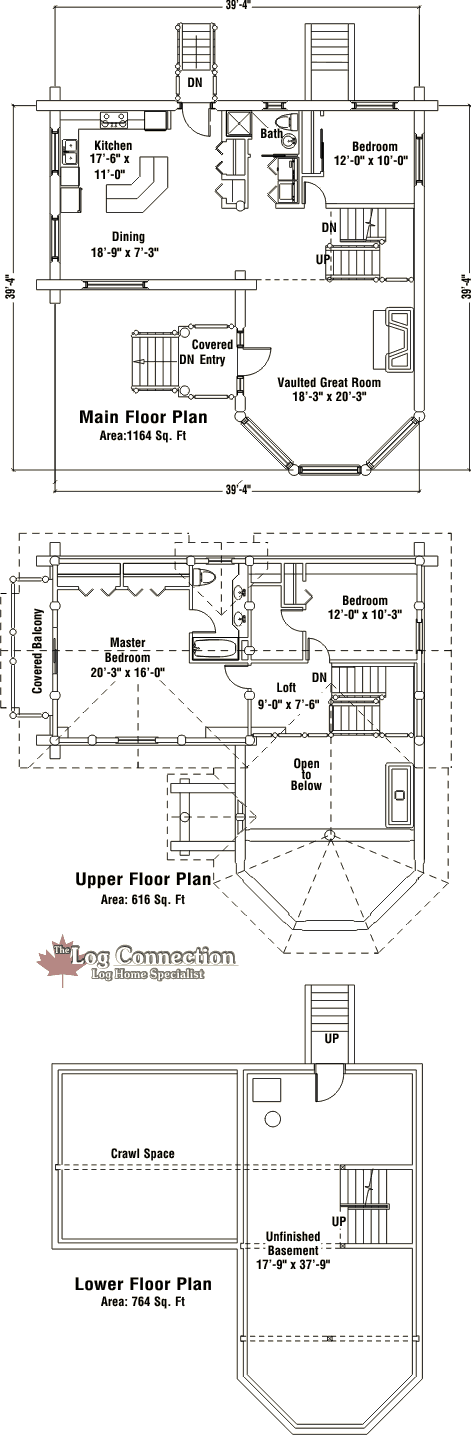 39'-4"
DN
Kitchen
17'-6" x
11'-0"
Bath
Bedroom
12'-0" x 10'-0"
Dining
18'-9" x 7'-3"
DN
UP
39'-4"
39'-4"
Covered
DN Entry
Vaulted Great Room
18'-3" x 20'-3"
Main Floor Plan
Area:1164 Sq. Ft
39'-4"
Covered Balcony
Master
Bedroom
20'-3" x 16'-0"
Bedroom
12'-0" x 10'-3"
DN
Loft
9'-0" x 7'-6"
UP
Open
to
Below
Upper Floor Plan
Area: 616 Sq. Ft
The
Log Connection
Log Home Specialist
UP
Crawl Space
UP
Unfinished
Basement
17'-9" x 37'-9"
Lower Floor Plan
Area: 764 Sq. Ft